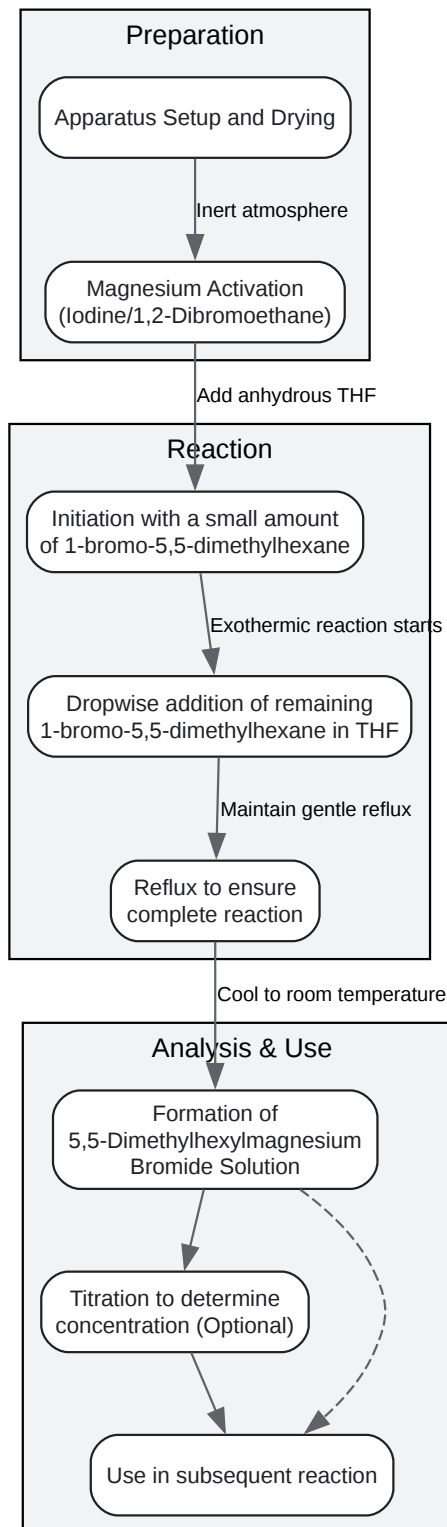 Preparation
Apparatus Setup and Drying
Inert atmosphere
Magnesium Activation
(Iodine/1,2-Dibromoethane)
Add anhydrous THF
Reaction
Initiation with a small amount
of 1-bromo-5,5-dimethylhexane
Exothermic reaction starts
Dropwise addition of remaining
1-bromo-5,5-dimethylhexane in THF
Maintain gentle reflux
Reflux to ensure
complete reaction
Cool to room temperature
Analysis & Use
Formation of
5,5-Dimethylhexylmagnesium
Bromide Solution
Titration to determine
concentration (Optional)
Use in subsequent reaction